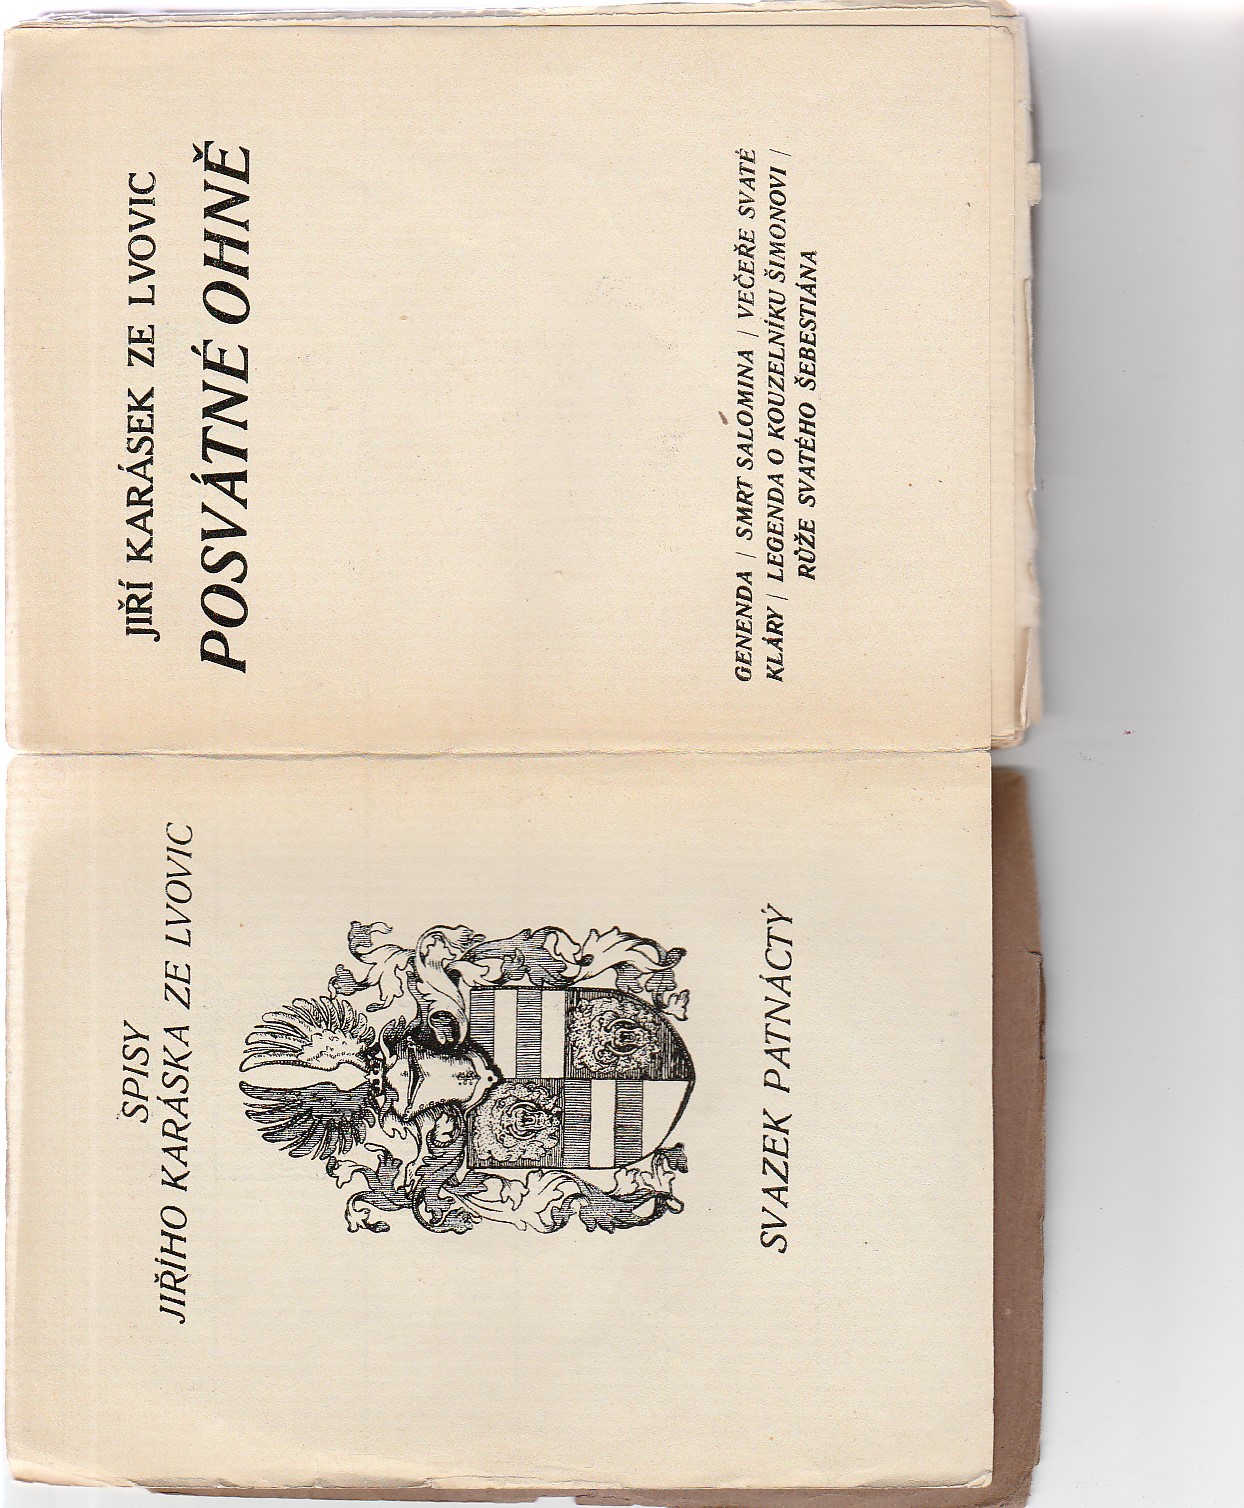 SPISY
JIŘÍHO KARÁSKA ZE LVOVIC
SVAZEK PATNÁCTÝ
JIŘÍ KARÁSEK ZE LVOVIC
POSVÁTNÉ OHNĚ
GENENDA / SMRT SALOMINA / VEČEŘE SVATÉ
KLÁRY / LEGENDA O KOUZELNÍKU ŠIMONOVI /
RŮŽE SVATÉHO ŠEBESTIÁNA